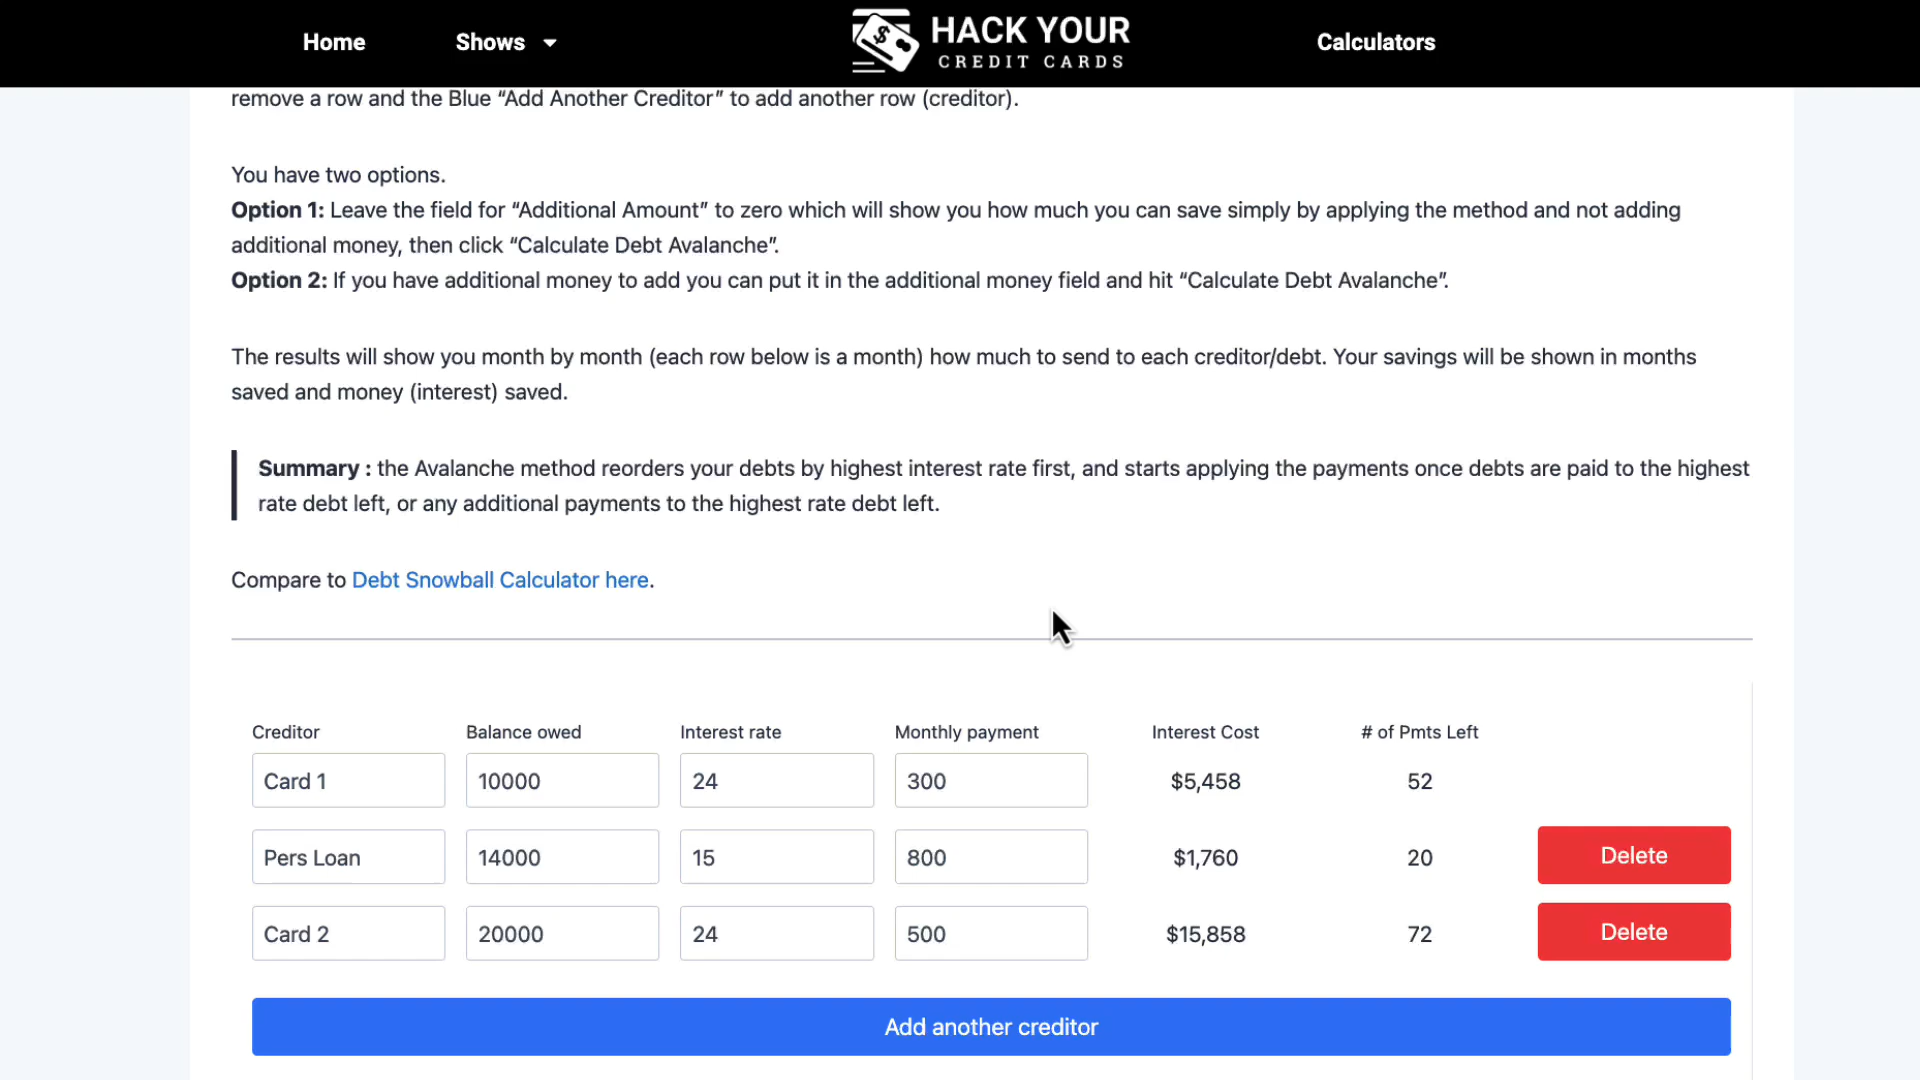 Home
Shows
HACK YOUR
CREDIT CARDS
Calculators
remove a row and the Blue “Add Another Creditor” to add another row (creditor).
You have two options.
Option 1: Leave the field for “Additional Amount” to zero which will show you how much you can save simply by applying the method and not adding
additional money, then click “Calculate Debt Avalanche”.
Option 2: If you have additional money to add you can put it in the additional money field and hit “Calculate Debt Avalanche”.
The results will show you month by month (each row below is a month) how much to send to each creditor/debt. Your savings will be shown in months
saved and money (interest) saved.
Summary : the Avalanche method reorders your debts by highest interest rate first, and starts applying the payments once debts are paid to the highest
rate debt left, or any additional payments to the highest rate debt left.
Compare to Debt Snowball Calculator here.
Creditor Balance owed Interest rate Monthly payment Interest Cost # of Pmts Left
Card 1 10000 24 300 $5,458 52
Pers Loan 14000 15 800 $1,760 20 Delete
Card 2 20000 24 500 $15,858 72 Delete
Add another creditor